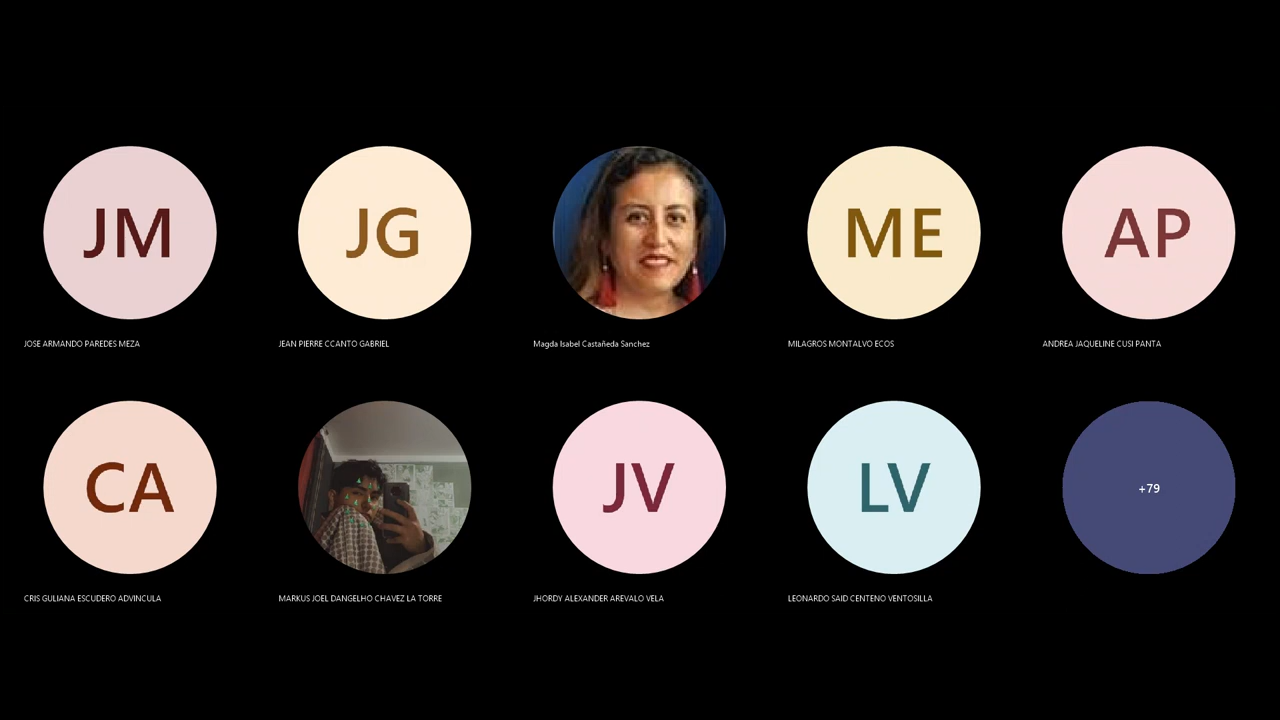 JM
JG
ME
AP
JOSE ARMANDO PAREDES MEZA
JEAN PIERRE CCANTO GABRIEL
Magda Isabel Castañeda Sanchez
MILAGROS MONTALVO ECOS
ANDREA JAQUELINE CUSI PANTA
CA
JV
LV
+79
CRIS GULIANA ESCUDERO ADVINCULA
MARKUS JOEL DANGELHO CHAVEZ LA TORRE
JHORDY ALEXANDER AREVALO VELA
LEONARDO SAID CENTENO VENTOSILLA